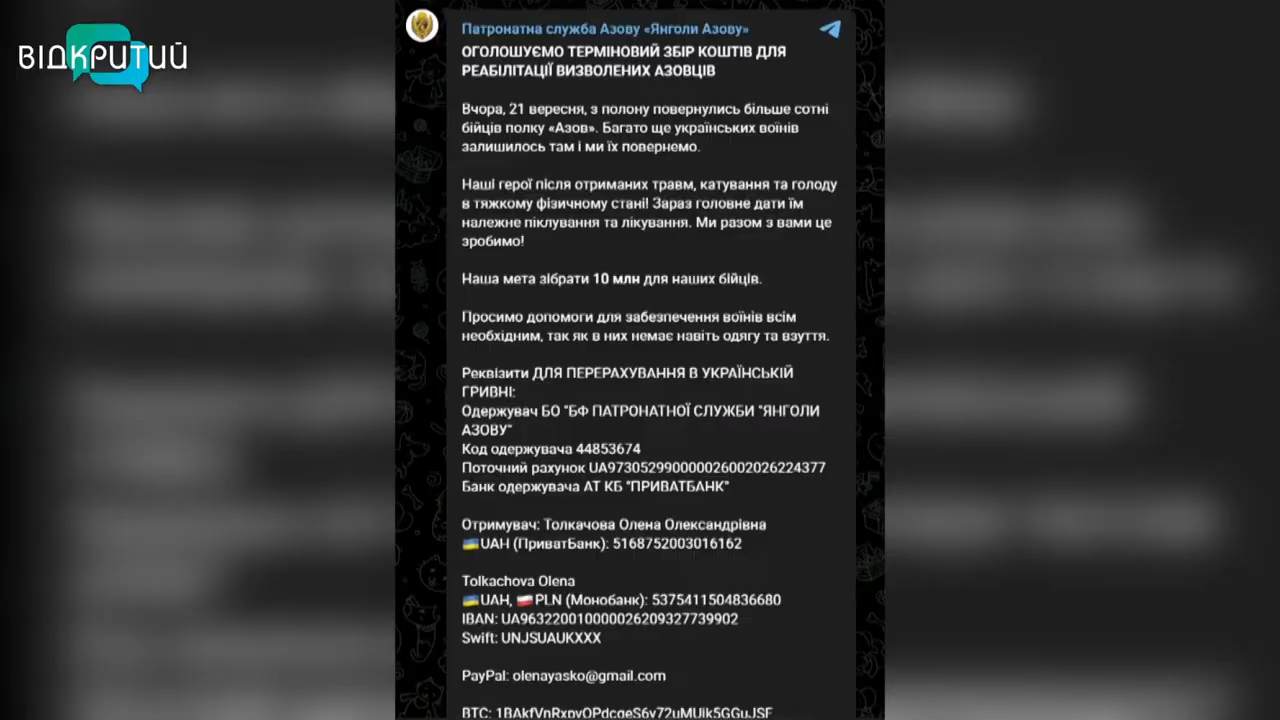 ВІДКРИТИЙ
Патронатна служба Азову «Янголи Азову»
ОГОЛОШУЄМО ТЕРМІНОВИЙ ЗБІР КОШТІВ ДЛЯ
РЕАБІЛІТАЦІЇ ВИЗВОЛЕНИХ АЗОВЦІВ
Вчора, 21 вересня, з полону повернулись більше сотні
бійців полку «Азов». Багато ще українських воїнів
залишилось там і ми їх повернемо.
Наші герої після отриманих травм, катування та голоду
в тяжкому фізичному стані! Зараз головне дати їм
належне піклування та лікування. Ми разом з вами це
зробимо!
Наша мета зібрати 10 млн для наших бійців.
Просимо допомоги для забезпечення воїнів всім
необхідним, так як в них немає навіть одягу та взуття.
Реквізити ДЛЯ ПЕРЕРАХУВАННЯ В УКРАЇНСЬКІЙ
ГРИВНІ:
Одержувач БО "БФ ПАТРОНАТНОЇ СЛУЖБИ "ЯНГОЛИ
АЗОВУ"
Код одержувача 44853674
Поточний рахунок UA973052990000026002026224377
Банк одержувача АТ КБ "ПРИВАТБАНК"
Отримувач: Толкачова Олена Олександрівна
UAH (ПриватБанк): 5168752003016162
Tolkachova Olena
UAH, PLN (Монобанк): 5375411504836680
IBAN: UA963220010000026209327739902
Swift: UNJSUAUKXXX
PayPal: olenayasko@gmail.com
BTC: